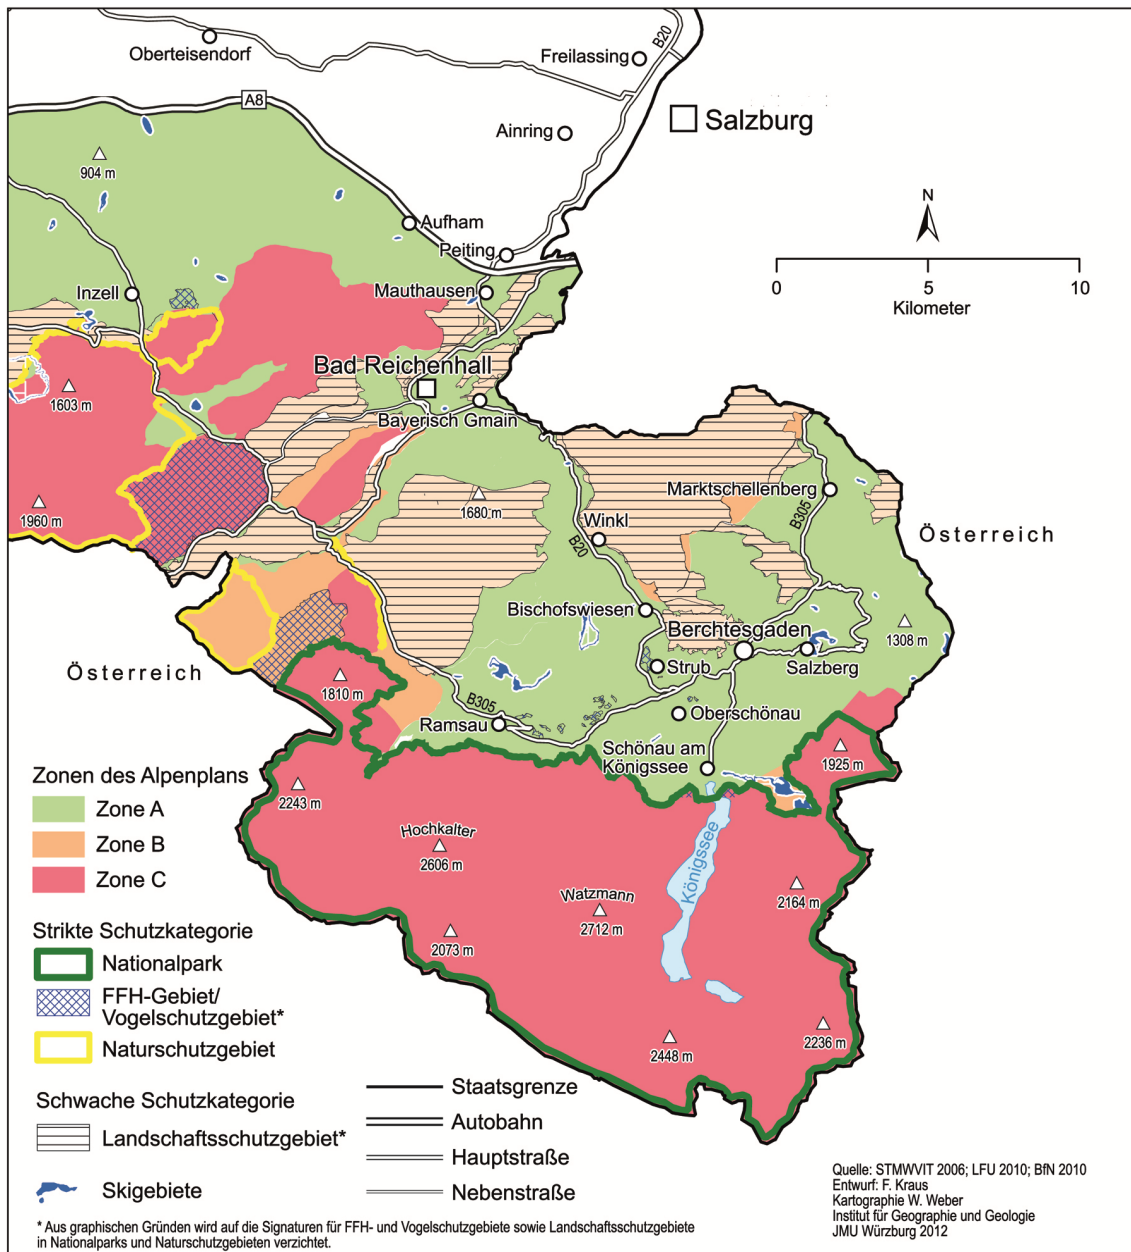 Oberteisendorf
Freilassing
B20
A8
Ainring
Salzburg
904 m
Aufham
Peiting
N
Inzell
Mauthausen
0
5
10
Kilometer
Bad Reichenhall
1603 m
Bayerisch Gmain
1960 m
1680 m
Marktschellenberg
B305
Winkl
B20
Österreich
Bischofswiesen
Berchtesgaden
1308 m
Österreich
Strub
Salzberg
1810 m
B305
Ramsau
Oberschönau
Schönau am
Königssee
1925 m
Zonen des Alpenplans
Zone A
Zone B
Zone C
2243 m
Hochkalter
2606 m
Königssee
Watzmann
2712 m
2164 m
2073 m
2448 m
2236 m
Strikte Schutzkategorie
Nationalpark
FFH-Gebiet/
Vogelschutzgebiet*
Naturschutzgebiet
Schwache Schutzkategorie
Landschaftsschutzgebiet*
Skigebiete
Staatsgrenze
Autobahn
Hauptstraße
Nebenstraße
* Aus graphischen Gründen wird auf die Signaturen für FFH- und Vogelschutzgebiete sowie Landschaftsschutzgebiete
in Nationalparks und Naturschutzgebieten verzichtet.
Quelle: STMWVIT 2006; LFU 2010; BfN 2010
Entwurf: F. Kraus
Kartographie W. Weber
Institut für Geographie und Geologie
JMU Würzburg 2012